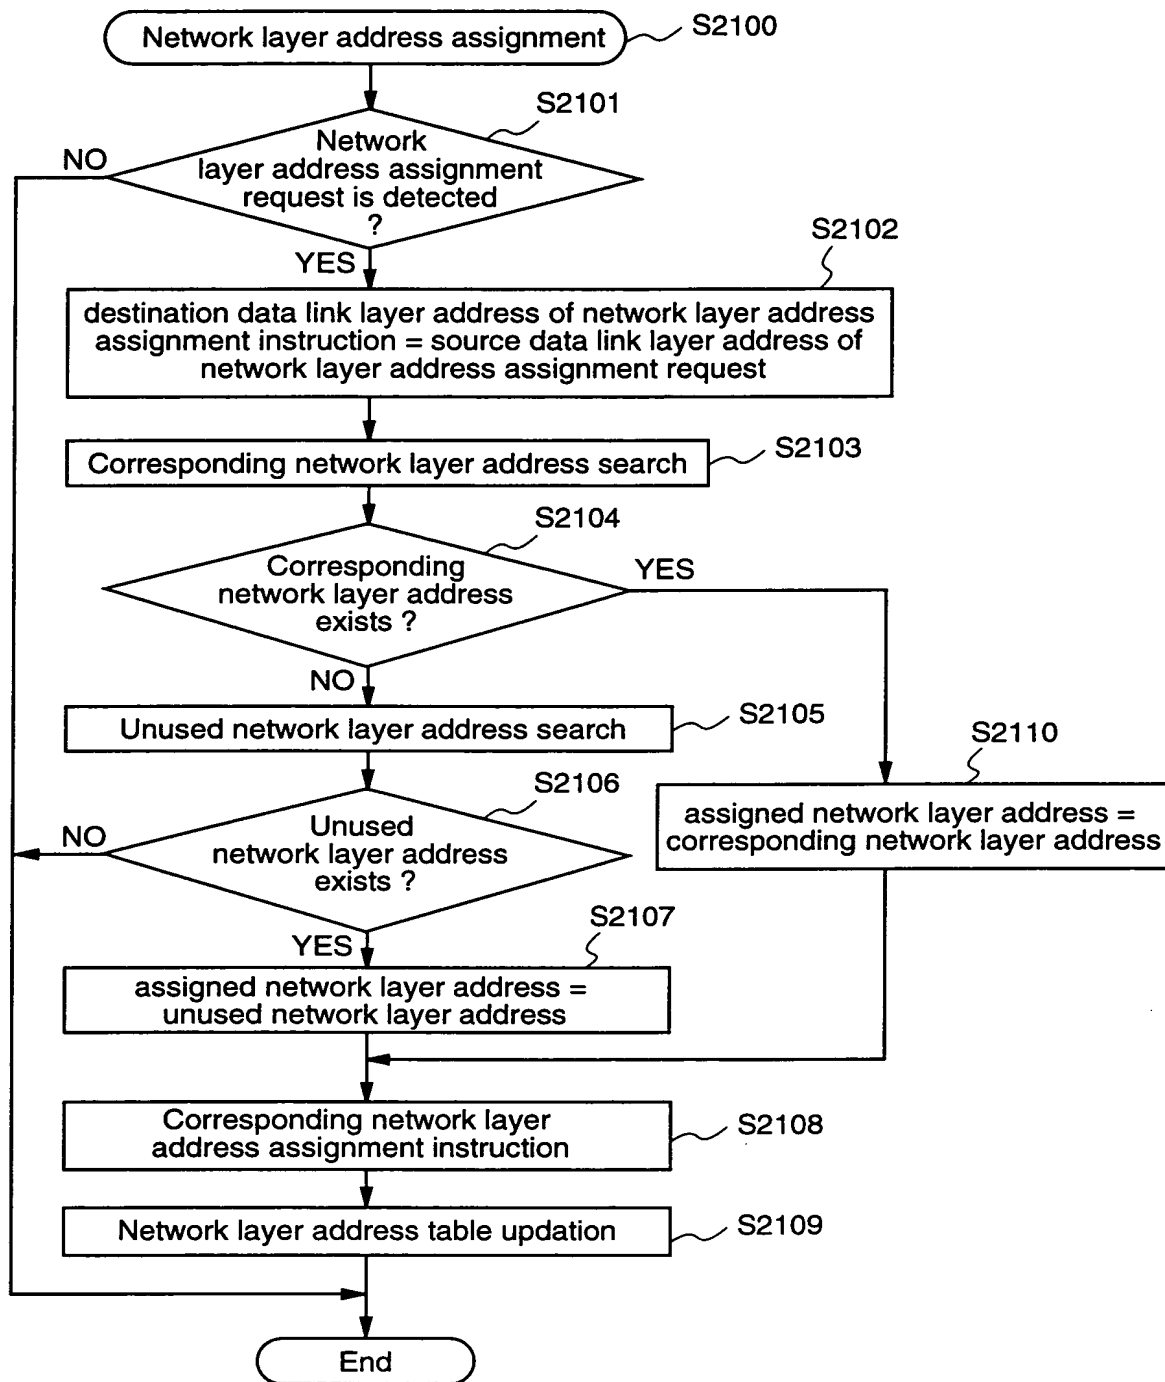 Network layer address assignment
S2100
S2101
Network
layer address assignment
request is detected
?
NO
YES
S2102
destination data link layer address of network layer address
assignment instruction = source data link layer address of
network layer address assignment request
Corresponding network layer address search
S2103
S2104
Corresponding
network layer address
exists ?
YES
NO
Unused network layer address search
S2105
S2110
assigned network layer address =
corresponding network layer address
S2106
Unused
network layer address
exists ?
NO
YES
S2107
assigned network layer address =
unused network layer address
Corresponding network layer
address assignment instruction
S2108
Network layer address table updation
S2109
End